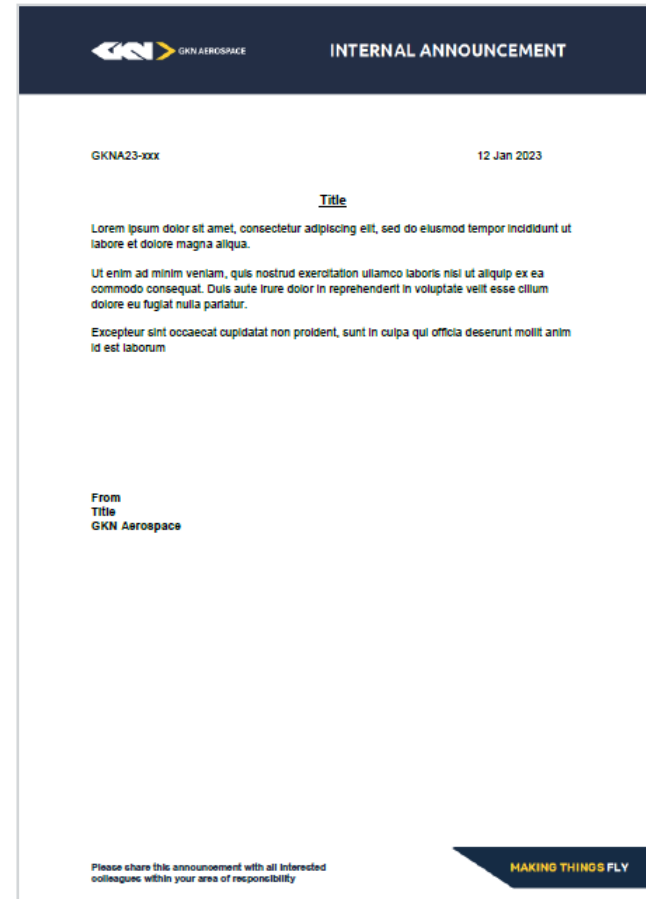 GKN GKN AEROSPACE INTERNAL ANNOUNCEMENT
GKNA23-xxx 12 Jan 2023
Title
Lorem ipsum dolor sit amet, consectetur adipiscing elit, sed do eiusmod tempor incididunt ut
labore et dolore magna aliqua.
Ut enim ad minim veniam, quis nostrud exercitation ullamco laboris nisi ut aliquip ex ea
commodo consequat. Duis aute irure dolor in reprehenderit in voluptate velit esse cillum
dolore eu fugiat nulla pariatur.
Excepteur sint occaecat cupidatat non proident, sunt in culpa qui officia deserunt mollit anim
id est laborum
From
Title
GKN Aerospace
Please share this announcement with all interested
colleagues within your area of responsibility
MAKING THINGS FLY